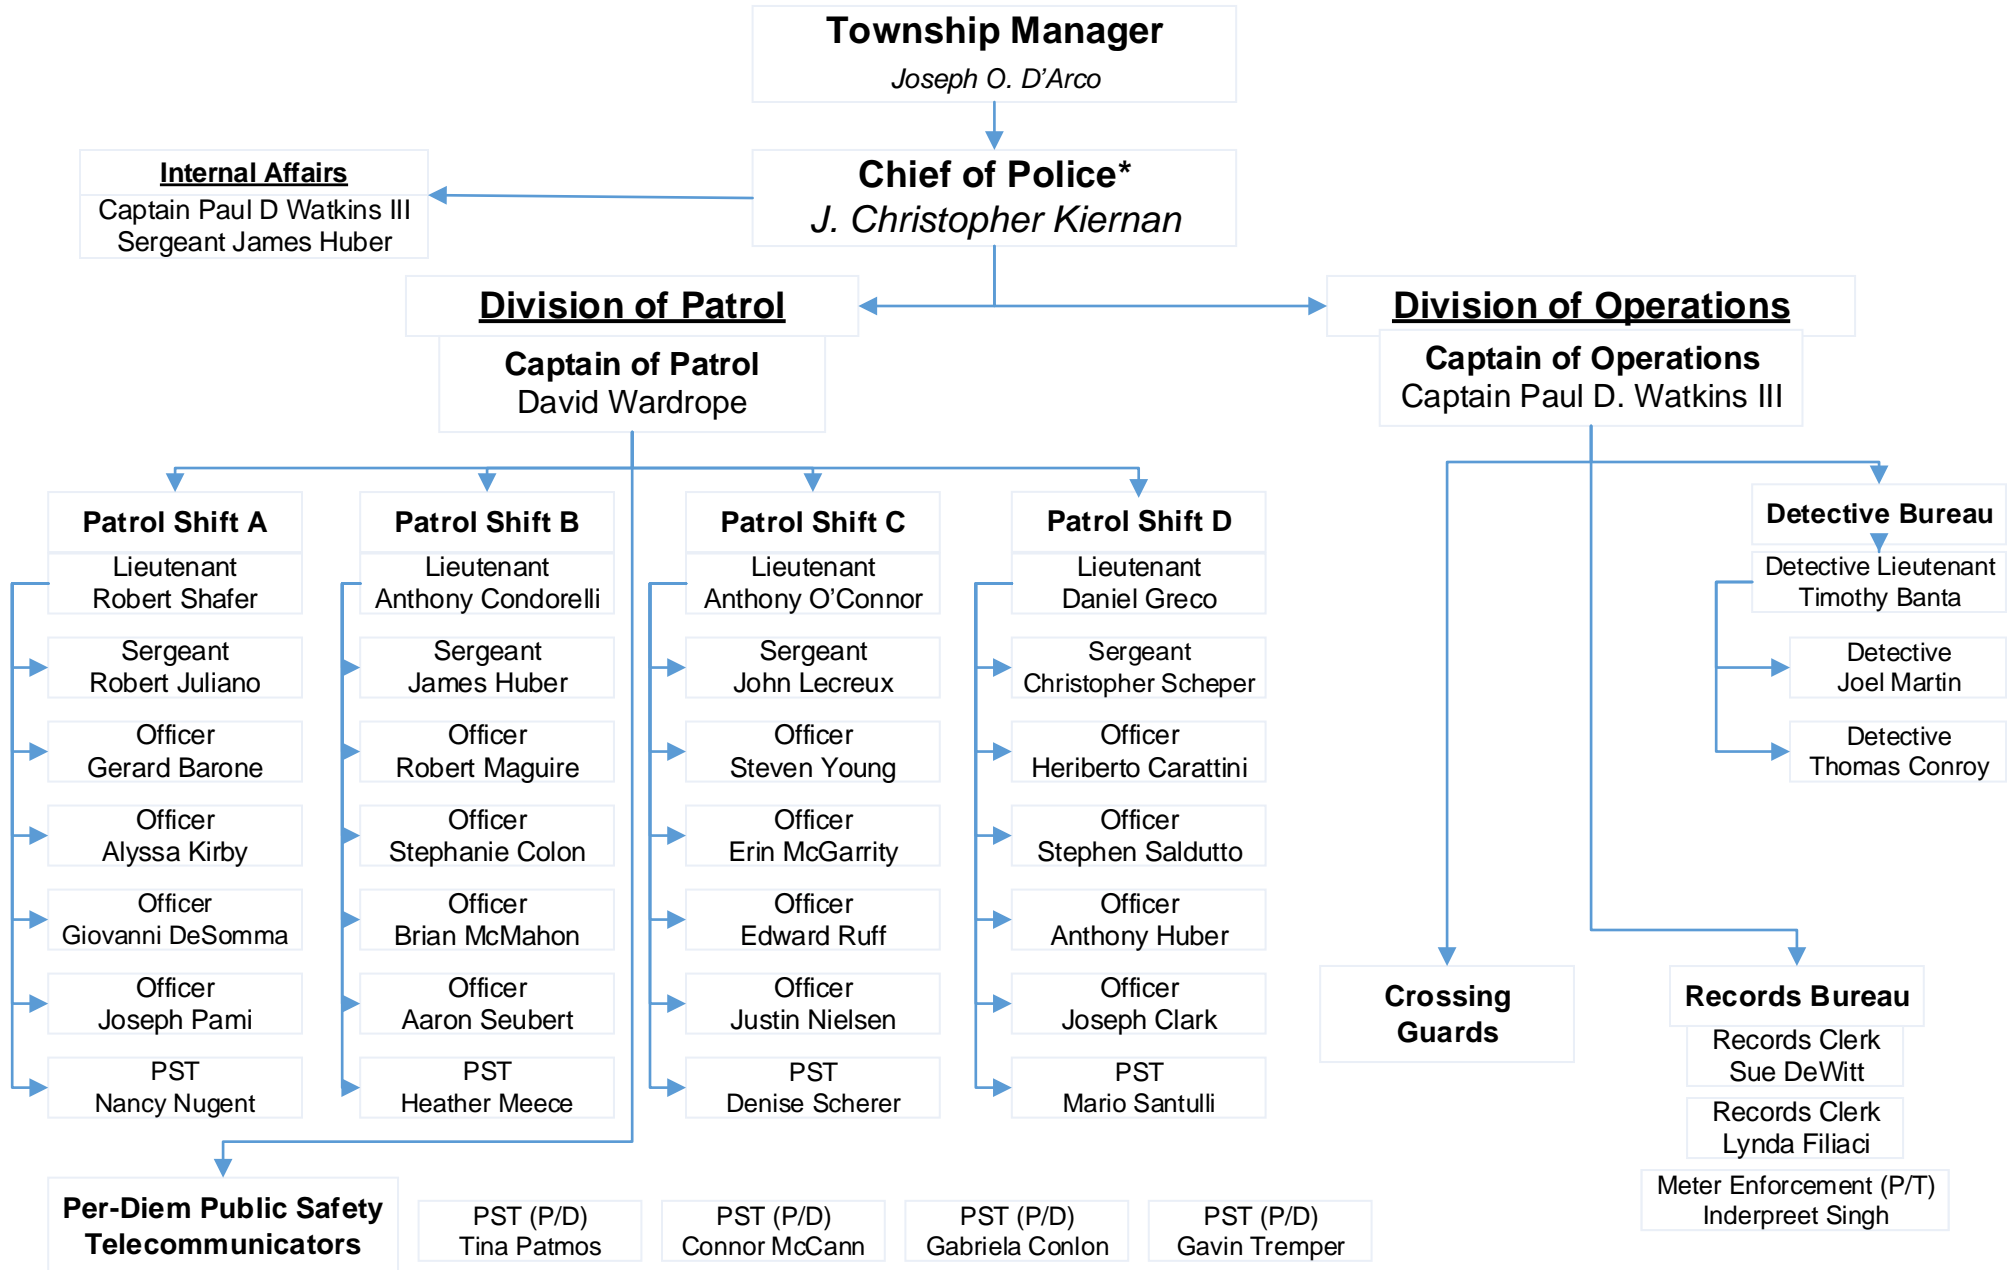 Township Manager
Joseph O. D'Arco
Chief of Police*
J. Christopher Kiernan
Internal Affairs
Captain Paul D Watkins III
Sergeant James Huber
Division of Patrol
Captain of Patrol
David Wardrope
Division of Operations
Captain of Operations
Captain Paul D. Watkins III
Patrol Shift A
Lieutenant
Robert Shafer
Sergeant
Robert Juliano
Officer
Gerard Barone
Officer
Alyssa Kirby
Officer
Giovanni DeSomma
Officer
Joseph Pami
PST
Nancy Nugent
Patrol Shift B
Lieutenant
Anthony Condorelli
Sergeant
James Huber
Officer
Robert Maguire
Officer
Stephanie Colon
Officer
Brian McMahon
Officer
Aaron Seubert
PST
Heather Meece
Patrol Shift C
Lieutenant
Anthony O'Connor
Sergeant
John Lecreux
Officer
Steven Young
Officer
Erin McGarrity
Officer
Edward Ruff
Officer
Justin Nielsen
PST
Denise Scherer
Patrol Shift D
Lieutenant
Daniel Greco
Sergeant
Christopher Scheper
Officer
Heriberto Carattini
Officer
Stephen Saldutto
Officer
Anthony Huber
Officer
Joseph Clark
PST
Mario Santulli
Detective Bureau
Detective Lieutenant
Timothy Banta
Detective
Joel Martin
Detective
Thomas Conroy
Crossing
Guards
Records Bureau
Records Clerk
Sue DeWitt
Records Clerk
Lynda Filiaci
Meter Enforcement (P/T)
Inderpreet Singh
Per-Diem Public Safety
Telecommunicators
PST (P/D)
Tina Patmos
PST (P/D)
Connor McCann
PST (P/D)
Gabriela Conlon
PST (P/D)
Gavin Tremper